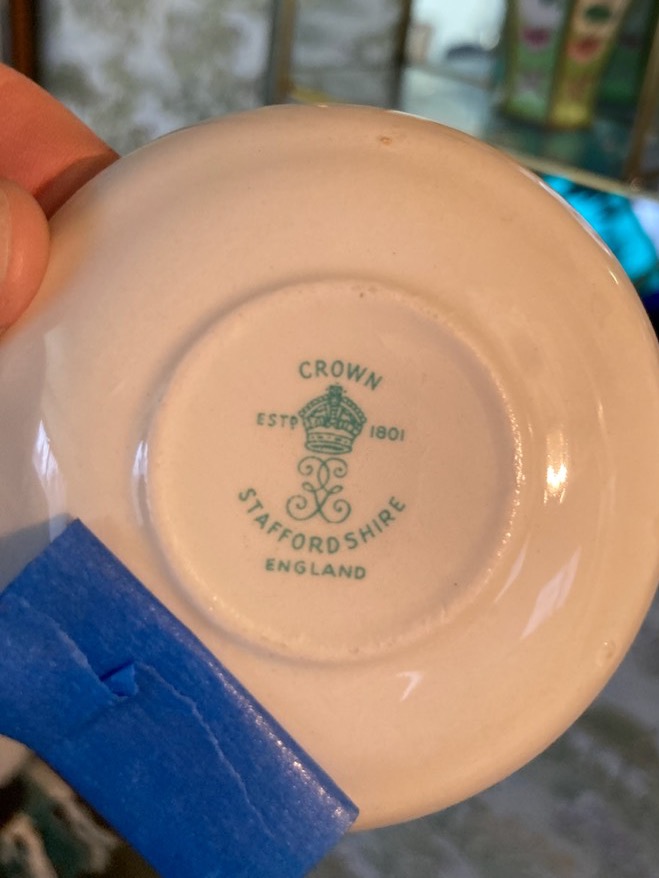 CROWN
ESTD 1801
STAFFORDSHIRE
ENGLAND